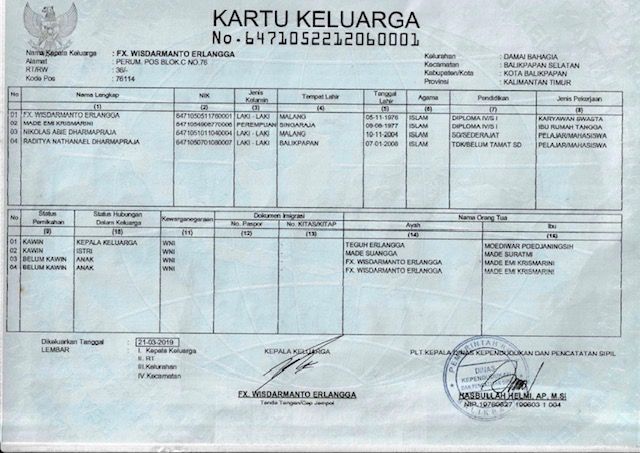 KARTU KELUARGA
No. 6471052212060001
Nama Kepala Keluarga : FX. WISDARMANTO ERLANGGA
Alamat : PERUM. POS BLOK.C NO.76
RT/RW : 36/-
Kode Pos : 76114
Kelurahan : DAMAI BAHAGIA
Kecamatan : BALIKPAPAN SELATAN
Kabupaten/Kota : KOTA BALIKPAPAN
Provinsi : KALIMANTAN TIMUR
No Nama Lengkap NIK Jenis Kelamin Tempat Lahir Tanggal Lahir Agama Pendidikan Jenis Pekerjaan
(1) (2) (3) (4) (5) (6) (7) (8)
01 FX. WISDARMANTO ERLANGGA 6471050511760001 LAKI - LAKI MALANG 05-11-1976 ISLAM DIPLOMA IV/S I KARYAWAN SWASTA
02 MADE EMI KRISMARINI 6471054908770006 PEREMPUAN SINGARAJA 09-08-1977 ISLAM DIPLOMA IV/S I IBU RUMAH TANGGA
03 NIKOLAS ABIE DHARMAPRAJA 6471051011040004 LAKI - LAKI MALANG 10-11-2004 ISLAM SD/SEDERAJAT PELAJAR/MAHASISWA
04 RADITYA NATHANAEL DHARMAPRAJA 6471050701080007 LAKI - LAKI BALIKPAPAN 07-01-2008 ISLAM TDK/BELUM TAMAT SD PELAJAR/MAHASISWA
No Status Pernikahan Status Hubungan Dalam Keluarga Kewarganegaraan Dokumen Imigrasi Nama Orang Tua
No. Paspor No. KITAS/KITAP Ayah Ibu
(9) (10) (11) (12) (13) (14) (15)
01 KAWIN KEPALA KELUARGA WNI TEGUH ERLANGGA MOEDIWAR POEDJANINGSIH
02 KAWIN ISTRI WNI MADE SUANGGA MADE SURATMI
03 BELUM KAWIN ANAK WNI FX. WISDARMANTO ERLANGGA MADE EMI KRISMARINI
04 BELUM KAWIN ANAK WNI FX. WISDARMANTO ERLANGGA MADE EMI KRISMARINI
Dikeluarkan Tanggal : 21-03-2019
LEMBAR : I. Kepala Keluarga
II. RT
III. Kelurahan
IV. Kecamatan
KEPALA KELUARGA
FX. WISDARMANTO ERLANGGA
Tanda Tangan/Cap Jempol
PLT.KEPALA DINAS KEPENDUDUKAN DAN PENCATATAN SIPIL
DINAS
HASBULLAH HELMI, AP, M.SI